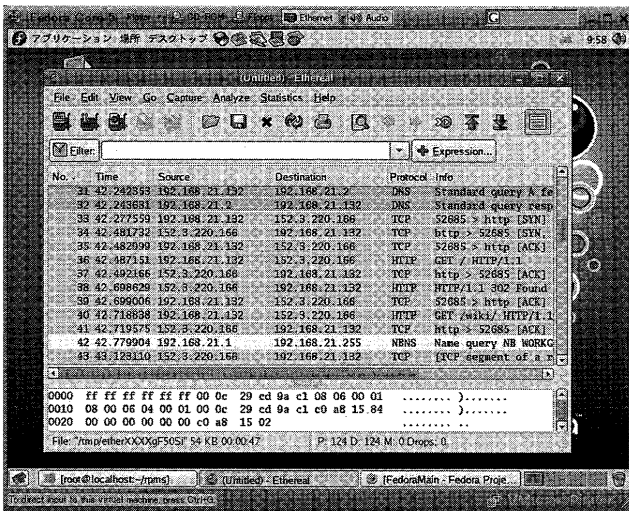 Fedora Core 5 Player CD-ROM Floppy Ethernet Audio
アプリケーション 場所 デスクトップ 9:58
(Untitled) - Ethereal
File Edit View Go Capture Analyze Statistics Help
Filter: Expression...
No. . Time Source Destination Protocol Info
31 42.242353 192.168.21.132 192.168.21.2 DNS Standard query A fe
32 42.243681 192.168.21.2 192.168.21.132 DNS Standard query resp
33 42.277559 192.168.21.132 152.3.220.166 TCP 52685 > http [SYN]
34 42.481732 152.3.220.166 192.168.21.132 TCP http > 52685 [SYN,
35 42.482099 192.168.21.132 152.3.220.166 TCP 52685 > http [ACK]
36 42.487151 192.168.21.132 152.3.220.166 HTTP GET / HTTP/1.1
37 42.492166 152.3.220.166 192.168.21.132 TCP http > 52685 [ACK]
38 42.698629 152.3.220.166 192.168.21.132 HTTP HTTP/1.1 302 Found
39 42.699006 192.168.21.132 152.3.220.166 TCP 52685 > http [ACK]
40 42.718838 192.168.21.132 152.3.220.166 HTTP GET /wiki/ HTTP/1.1
41 42.719575 152.3.220.166 192.168.21.132 TCP http > 52685 [ACK]
42 42.779904 192.168.21.1 192.168.21.255 NBNS Name query NB WORKG
43 43.123110 152.3.220.166 192.168.21.132 TCP [TCP segment of a r
0000 ff ff ff ff ff ff 00 0c 29 cd 9a c1 08 06 00 01 ........ ).......
0010 08 00 06 04 00 01 00 0c 29 cd 9a c1 c0 a8 15 84 ........ ).......
0020 00 00 00 00 00 00 c0 a8 15 02 ........ ..
File: "/tmp/etherXXXXgF50Si" 54 KB 00:00:47 P: 124 D: 124 M: 0 Drops: 0
[root@localhost:~/rpms] (Untitled) - Ethereal [FedoraMain - Fedora Proje...
To direct input to this virtual machine, press Ctrl+G.